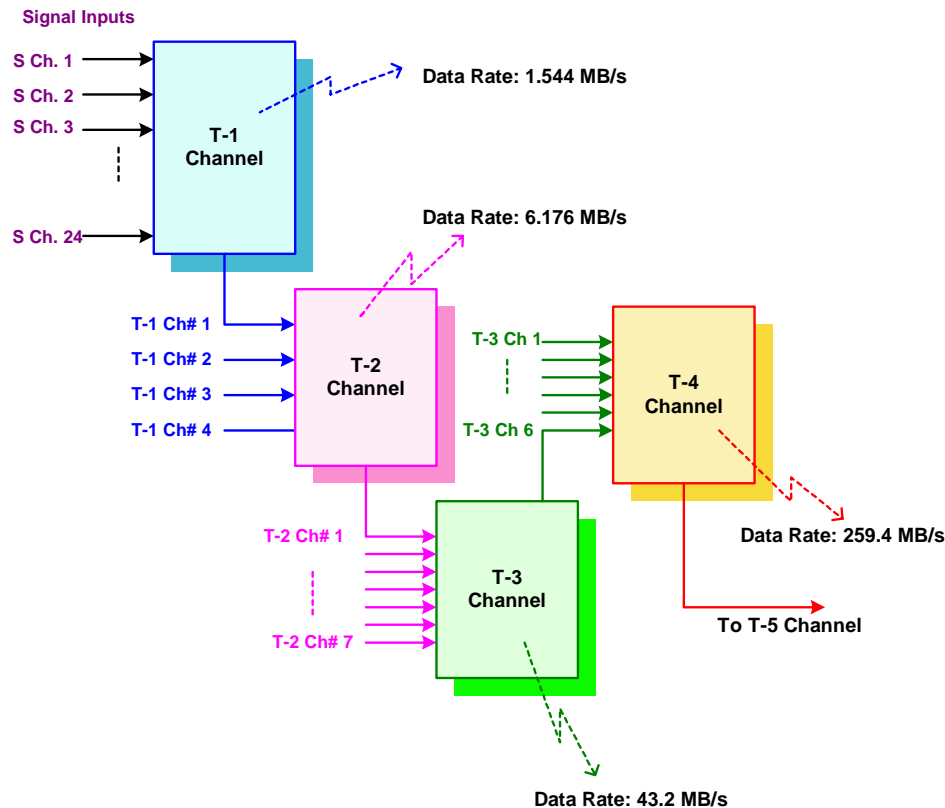 Signal Inputs
S Ch. 1
S Ch. 2
S Ch. 3
S Ch. 24
T-1
Channel
Data Rate: 1.544 MB/s
Data Rate: 6.176 MB/s
T-1 Ch# 1
T-1 Ch# 2
T-1 Ch# 3
T-1 Ch# 4
T-2
Channel
T-3 Ch 1
T-3 Ch 6
T-4
Channel
T-2 Ch# 1
T-2 Ch# 7
T-3
Channel
Data Rate: 259.4 MB/s
To T-5 Channel
Data Rate: 43.2 MB/s